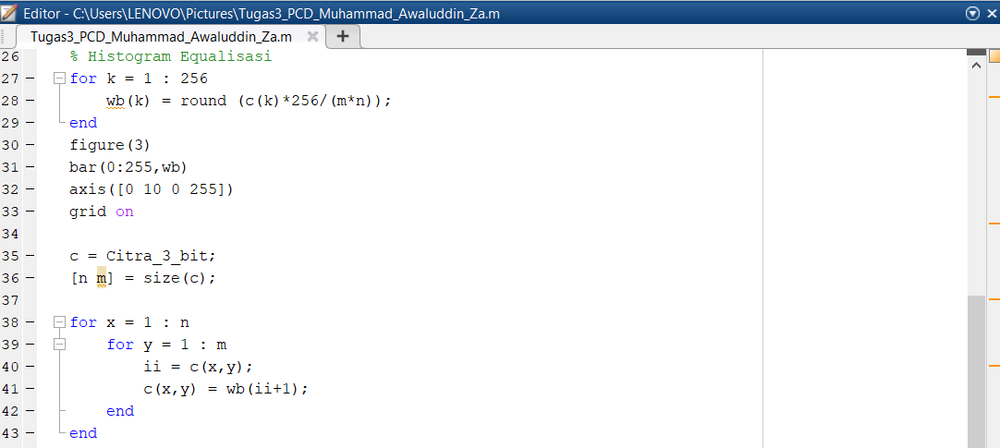 Editor - C:\Users\LENOVO\Pictures\Tugas3_PCD_Muhammad_Awaluddin_Za.m
Tugas3_PCD_Muhammad_Awaluddin_Za.m
26 % Histogram Equalisasi
27 for k = 1 : 256
28 wb(k) = round (c(k)*256/(m*n));
29 end
30 figure(3)
31 bar(0:255,wb)
32 axis([0 10 0 255])
33 grid on
34
35 c = Citra_3_bit;
36 [n m] = size(c);
37
38 for x = 1 : n
39 for y = 1 : m
40 ii = c(x,y);
41 c(x,y) = wb(ii+1);
42 end
43 end